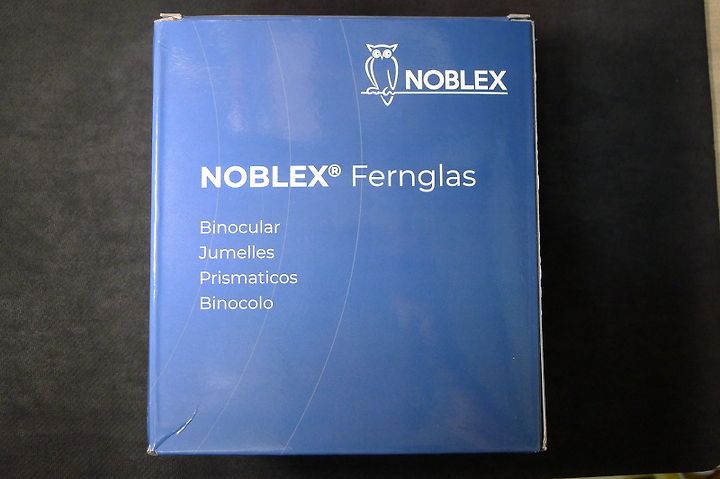 NOBLEX
NOBLEX® Fernglas
Binocular
Jumelles
Prismaticos
Binocolo